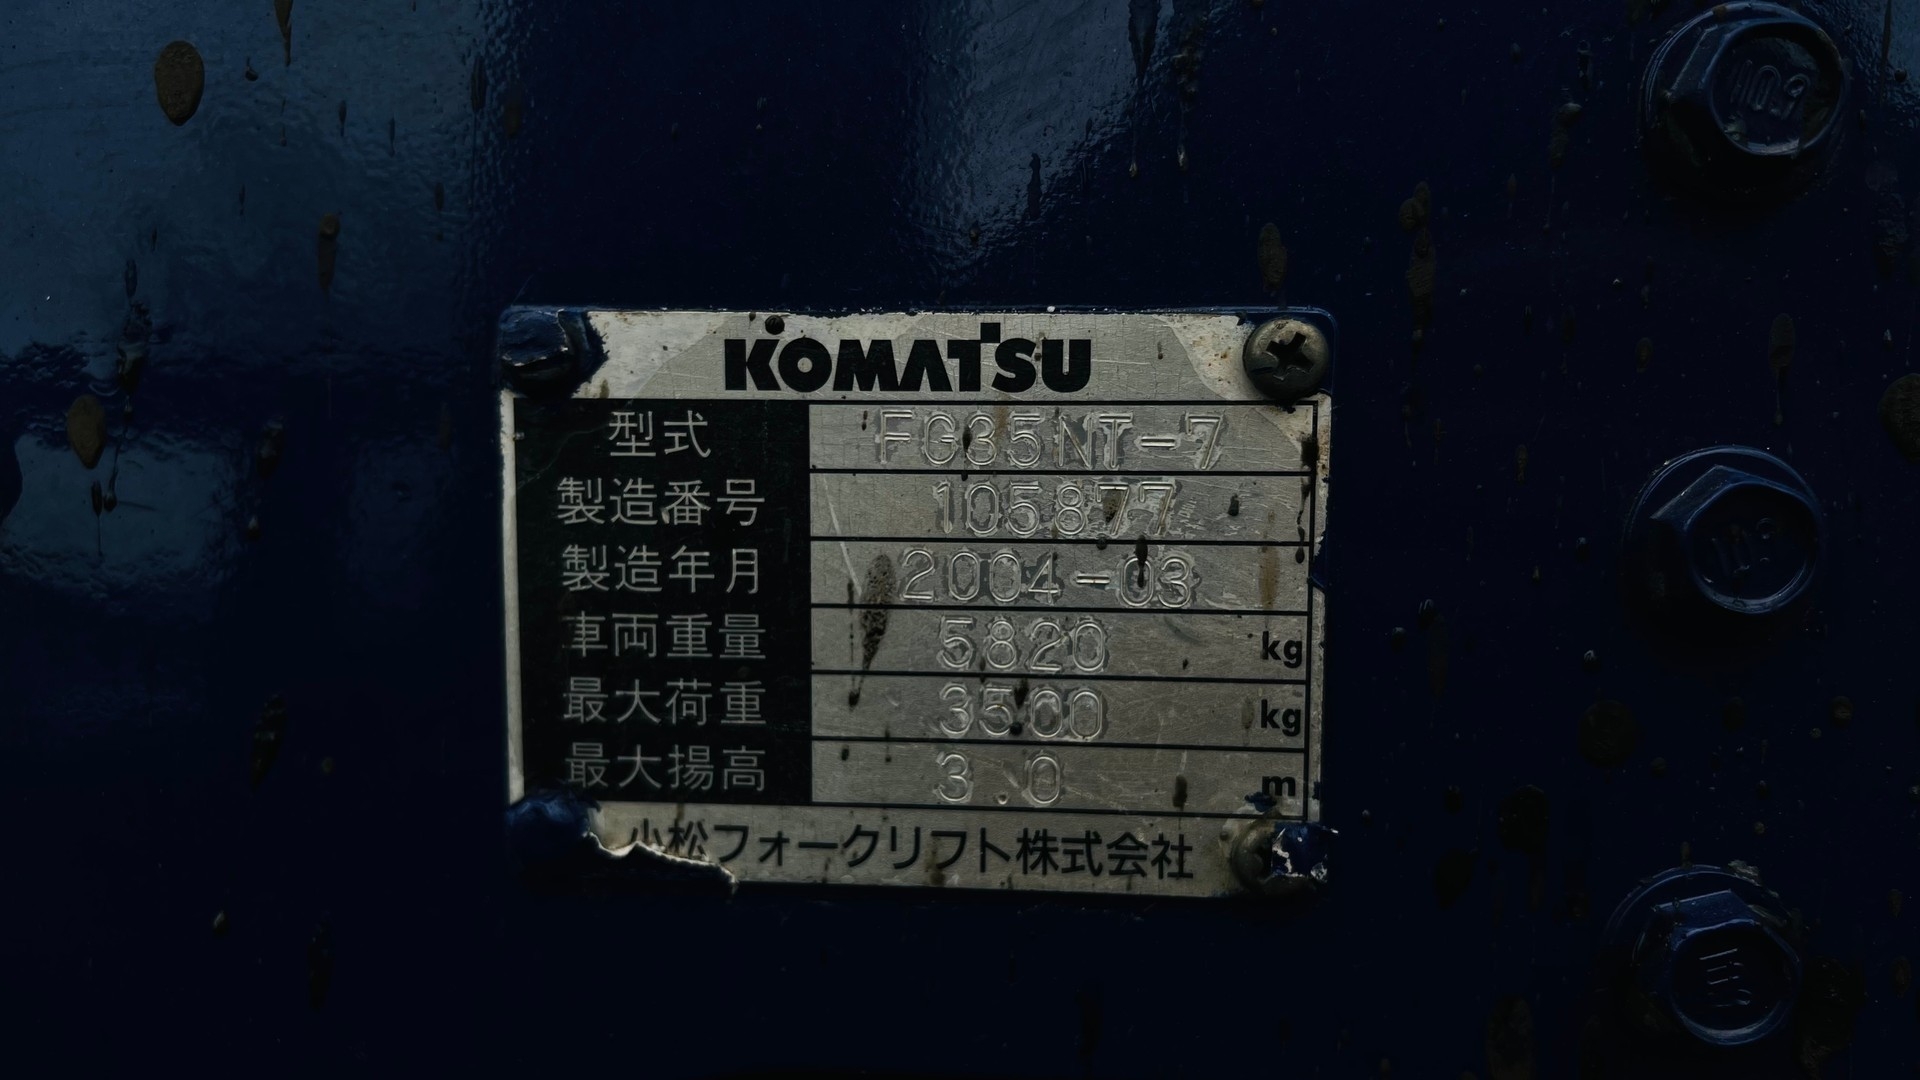 KOMATSU
型式 FG35NT-7
製造番号 105877
製造年月 2004-03
車両重量 5820 kg
最大荷重 3500 kg
最大揚高 3.0 m
小松フォークリフト株式会社